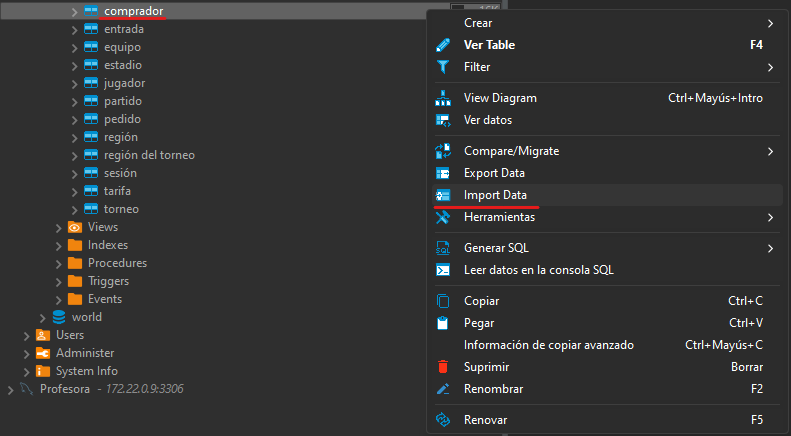 comprador
entrada
equipo
estadio
jugador
partido
pedido
región
región del torneo
sesión
tarifa
torneo
Views
Indexes
Procedures
Triggers
Events
world
Users
Administer
System Info
Profesora - 172.22.0.9:3306
16K
Crear
Ver Table F4
Filter
View Diagram Ctrl+Mayús+Intro
Ver datos
Compare/Migrate
Export Data
Import Data
Herramientas
Generar SQL
Leer datos en la consola SQL
Copiar Ctrl+C
Pegar Ctrl+V
Información de copiar avanzado Ctrl+Mayús+C
Suprimir Borrar
Renombrar F2
Renovar F5